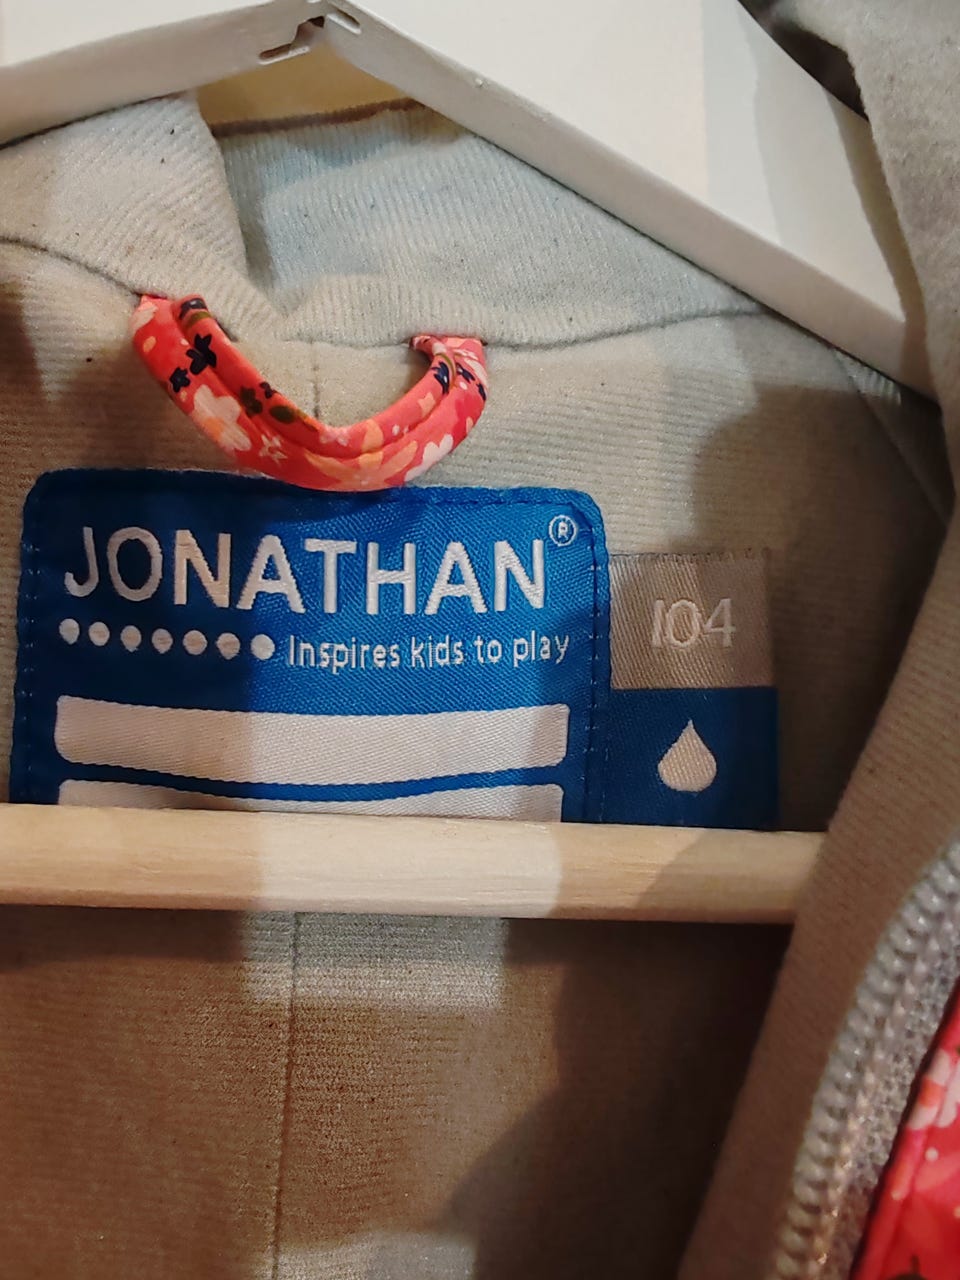 JONATHAN®
Inspires kids to play
104